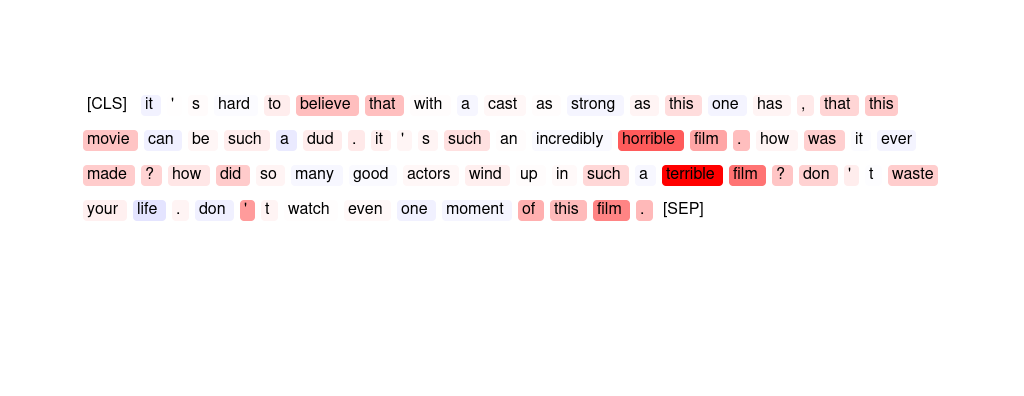 [CLS] it ' s hard to believe that with a cast as strong as this one has , that this
movie can be such a dud . it ' s such an incredibly horrible film . how was it ever
made ? how did so many good actors wind up in such a terrible film ? don ' t waste
your life . don ' t watch even one moment of this film . [SEP]